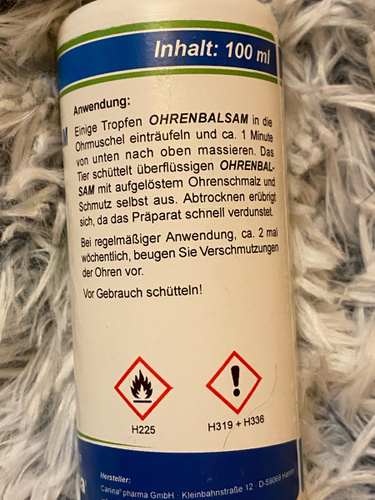 Inhalt: 100 ml
Anwendung:
Einige Tropfen OHRENBALSAM in die
Ohrmuschel einträufeln und ca. 1 Minute
von unten nach oben massieren. Das
Tier schüttelt überflüssigen OHRENBAL-
SAM mit aufgelöstem Ohrenschmalz und
Schmutz selbst aus. Abtrocknen erübrigt
sich, da das Präparat schnell verdunstet.
Bei regelmäßiger Anwendung, ca. 2 mal
wöchentlich, beugen Sie Verschmutzungen
der Ohren vor.
Vor Gebrauch schütteln!
H225
H319 + H336
Hersteller:
Canina® pharma GmbH · Kleinbahnstraße 12 · D-59069